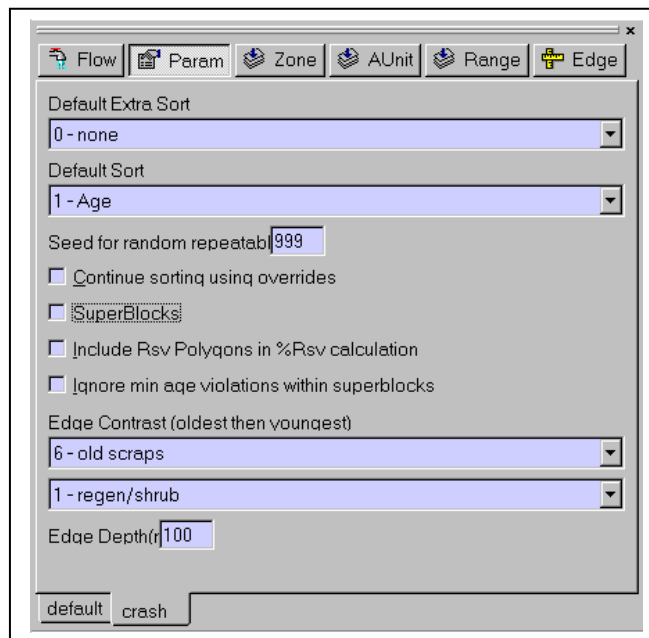 Flow Param Zone AUnit Range Edge
Default Extra Sort
0 - none
Default Sort
1 - Age
Seed for random repeatabl 999
Continue sorting using overrides
SuperBlocks
Include Rsv Polygons in %Rsv calculation
Ignore min age violations within superblocks
Edge Contrast (oldest then youngest)
6 - old scraps
1 - regen/shrub
Edge Depth(r 100
default crash